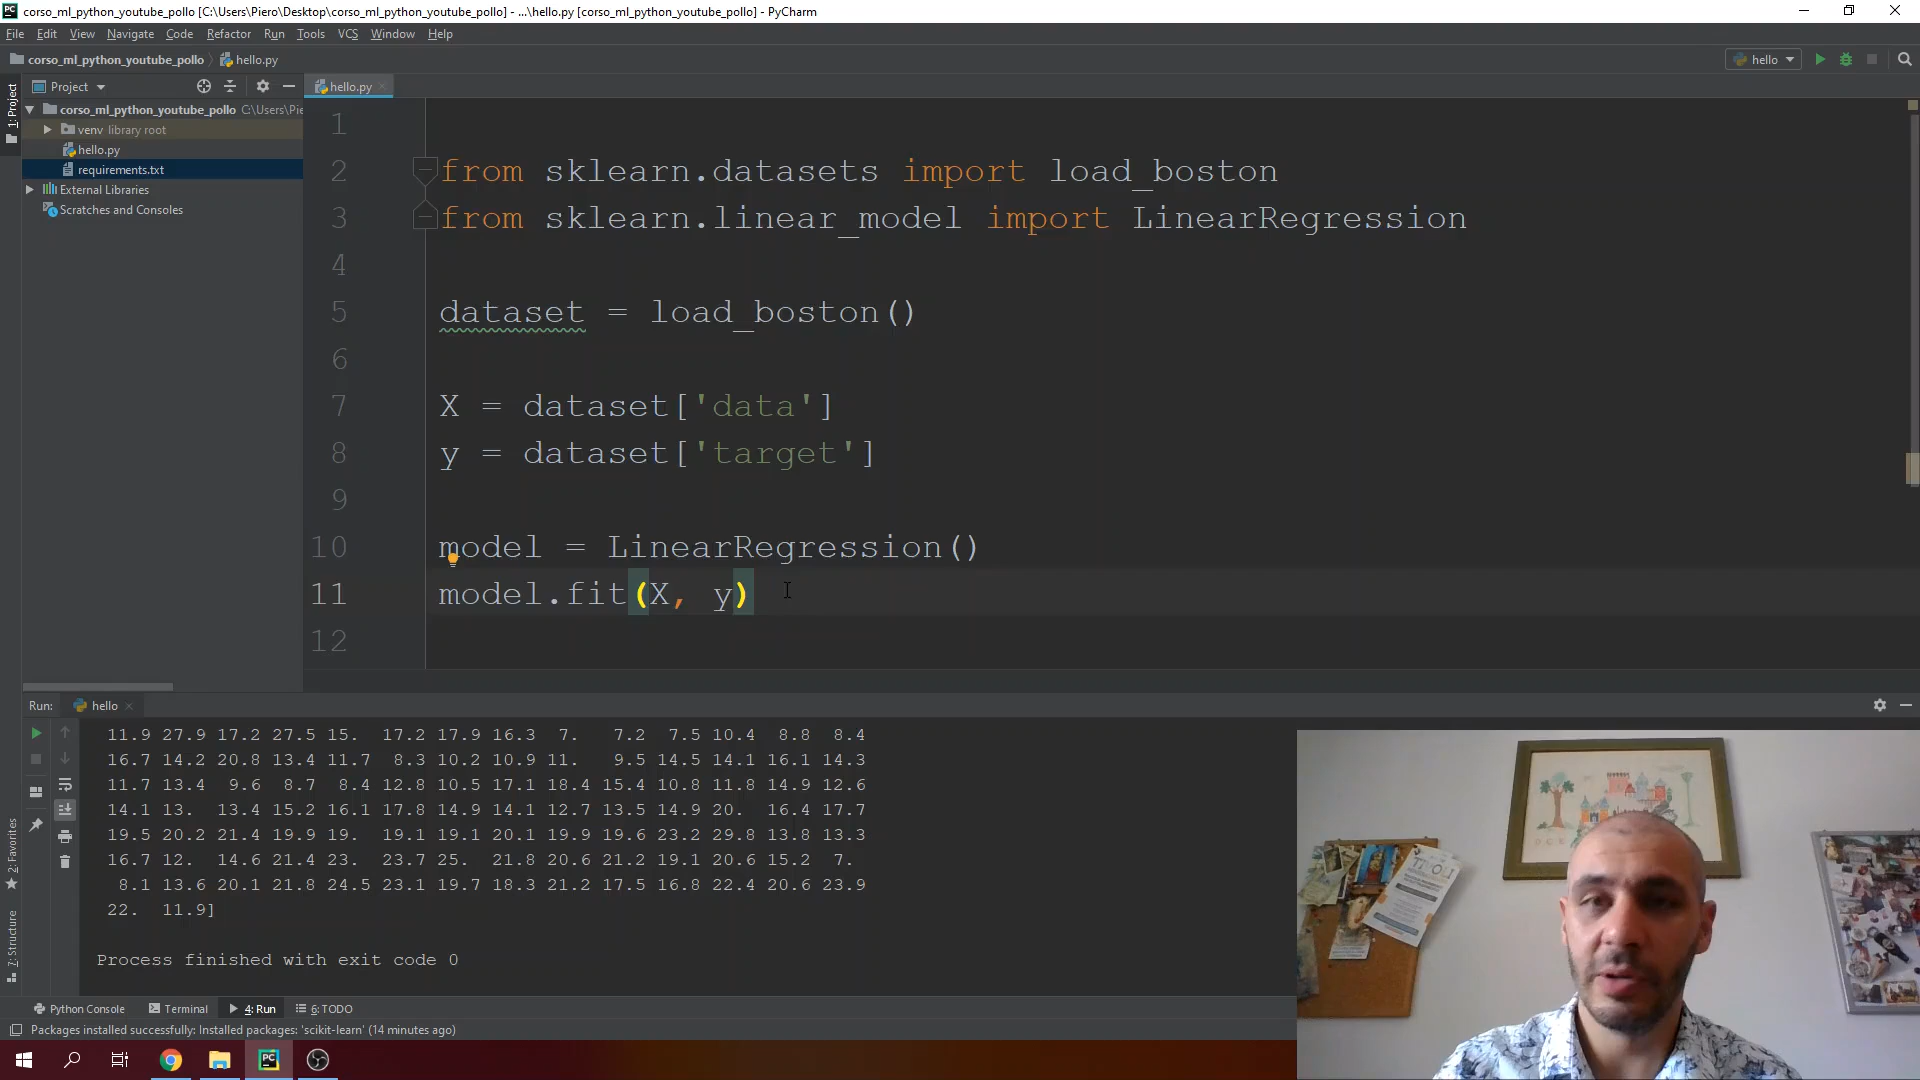 corso_ml_python_youtube_pollo [C:\Users\Piero\Desktop\corso_ml_python_youtube_pollo] - ...\hello.py [corso_ml_python_youtube_pollo] - PyCharm
File Edit View Navigate Code Refactor Run Tools VCS Window Help
corso_ml_python_youtube_pollo hello.py hello
1: Project
Project
hello.py
corso_ml_python_youtube_pollo C:\Users\Pie
venv library root
hello.py
requirements.txt
External Libraries
Scratches and Consoles
1
2 from sklearn.datasets import load_boston
3 from sklearn.linear_model import LinearRegression
4
5 dataset = load_boston()
6
7 X = dataset['data']
8 y = dataset['target']
9
10 model = LinearRegression()
11 model.fit(X, y)
12
Run: hello
11.9 27.9 17.2 27.5 15. 17.2 17.9 16.3 7. 7.2 7.5 10.4 8.8 8.4
16.7 14.2 20.8 13.4 11.7 8.3 10.2 10.9 11. 9.5 14.5 14.1 16.1 14.3
11.7 13.4 9.6 8.7 8.4 12.8 10.5 17.1 18.4 15.4 10.8 11.8 14.9 12.6
14.1 13. 13.4 15.2 16.1 17.8 14.9 14.1 12.7 13.5 14.9 20. 16.4 17.7
19.5 20.2 21.4 19.9 19. 19.1 19.1 20.1 19.9 19.6 23.2 29.8 13.8 13.3
16.7 12. 14.6 21.4 23. 23.7 25. 21.8 20.6 21.2 19.1 20.6 15.2 7.
8.1 13.6 20.1 21.8 24.5 23.1 19.7 18.3 21.2 17.5 16.8 22.4 20.6 23.9
22. 11.9]
Process finished with exit code 0
2: Favorites
7: Structure
Python Console Terminal 4: Run 6: TODO
Packages installed successfully: Installed packages: 'scikit-learn' (14 minutes ago)